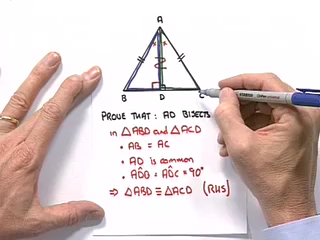 A
B
D
C
PROVE THAT : AD BISECTS
in △ABD and △ACD
• AB = AC
• AD is common
• AD̂B = AD̂C = 90°
⇒ △ABD ≡ △ACD (RHS)